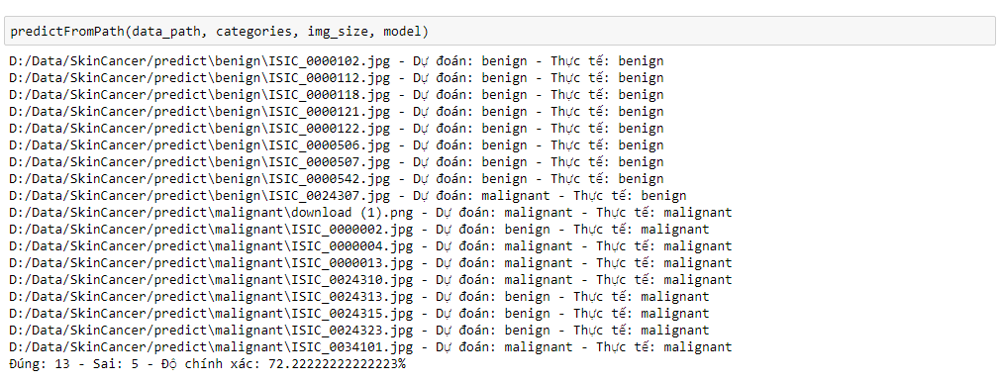 predictFromPath(data_path, categories, img_size, model)
D:/Data/SkinCancer/predict\benign\ISIC_0000102.jpg - Dự đoán: benign - Thực tế: benign
D:/Data/SkinCancer/predict\benign\ISIC_0000112.jpg - Dự đoán: benign - Thực tế: benign
D:/Data/SkinCancer/predict\benign\ISIC_0000118.jpg - Dự đoán: benign - Thực tế: benign
D:/Data/SkinCancer/predict\benign\ISIC_0000121.jpg - Dự đoán: benign - Thực tế: benign
D:/Data/SkinCancer/predict\benign\ISIC_0000122.jpg - Dự đoán: benign - Thực tế: benign
D:/Data/SkinCancer/predict\benign\ISIC_0000506.jpg - Dự đoán: benign - Thực tế: benign
D:/Data/SkinCancer/predict\benign\ISIC_0000507.jpg - Dự đoán: benign - Thực tế: benign
D:/Data/SkinCancer/predict\benign\ISIC_0000542.jpg - Dự đoán: benign - Thực tế: benign
D:/Data/SkinCancer/predict\benign\ISIC_0024307.jpg - Dự đoán: malignant - Thực tế: benign
D:/Data/SkinCancer/predict\malignant\download (1).png - Dự đoán: malignant - Thực tế: malignant
D:/Data/SkinCancer/predict\malignant\ISIC_0000002.jpg - Dự đoán: benign - Thực tế: malignant
D:/Data/SkinCancer/predict\malignant\ISIC_0000004.jpg - Dự đoán: malignant - Thực tế: malignant
D:/Data/SkinCancer/predict\malignant\ISIC_0000013.jpg - Dự đoán: malignant - Thực tế: malignant
D:/Data/SkinCancer/predict\malignant\ISIC_0024310.jpg - Dự đoán: malignant - Thực tế: malignant
D:/Data/SkinCancer/predict\malignant\ISIC_0024313.jpg - Dự đoán: benign - Thực tế: malignant
D:/Data/SkinCancer/predict\malignant\ISIC_0024315.jpg - Dự đoán: benign - Thực tế: malignant
D:/Data/SkinCancer/predict\malignant\ISIC_0024323.jpg - Dự đoán: benign - Thực tế: malignant
D:/Data/SkinCancer/predict\malignant\ISIC_0034101.jpg - Dự đoán: malignant - Thực tế: malignant
Đúng: 13 - Sai: 5 - Độ chính xác: 72.22222222222223%